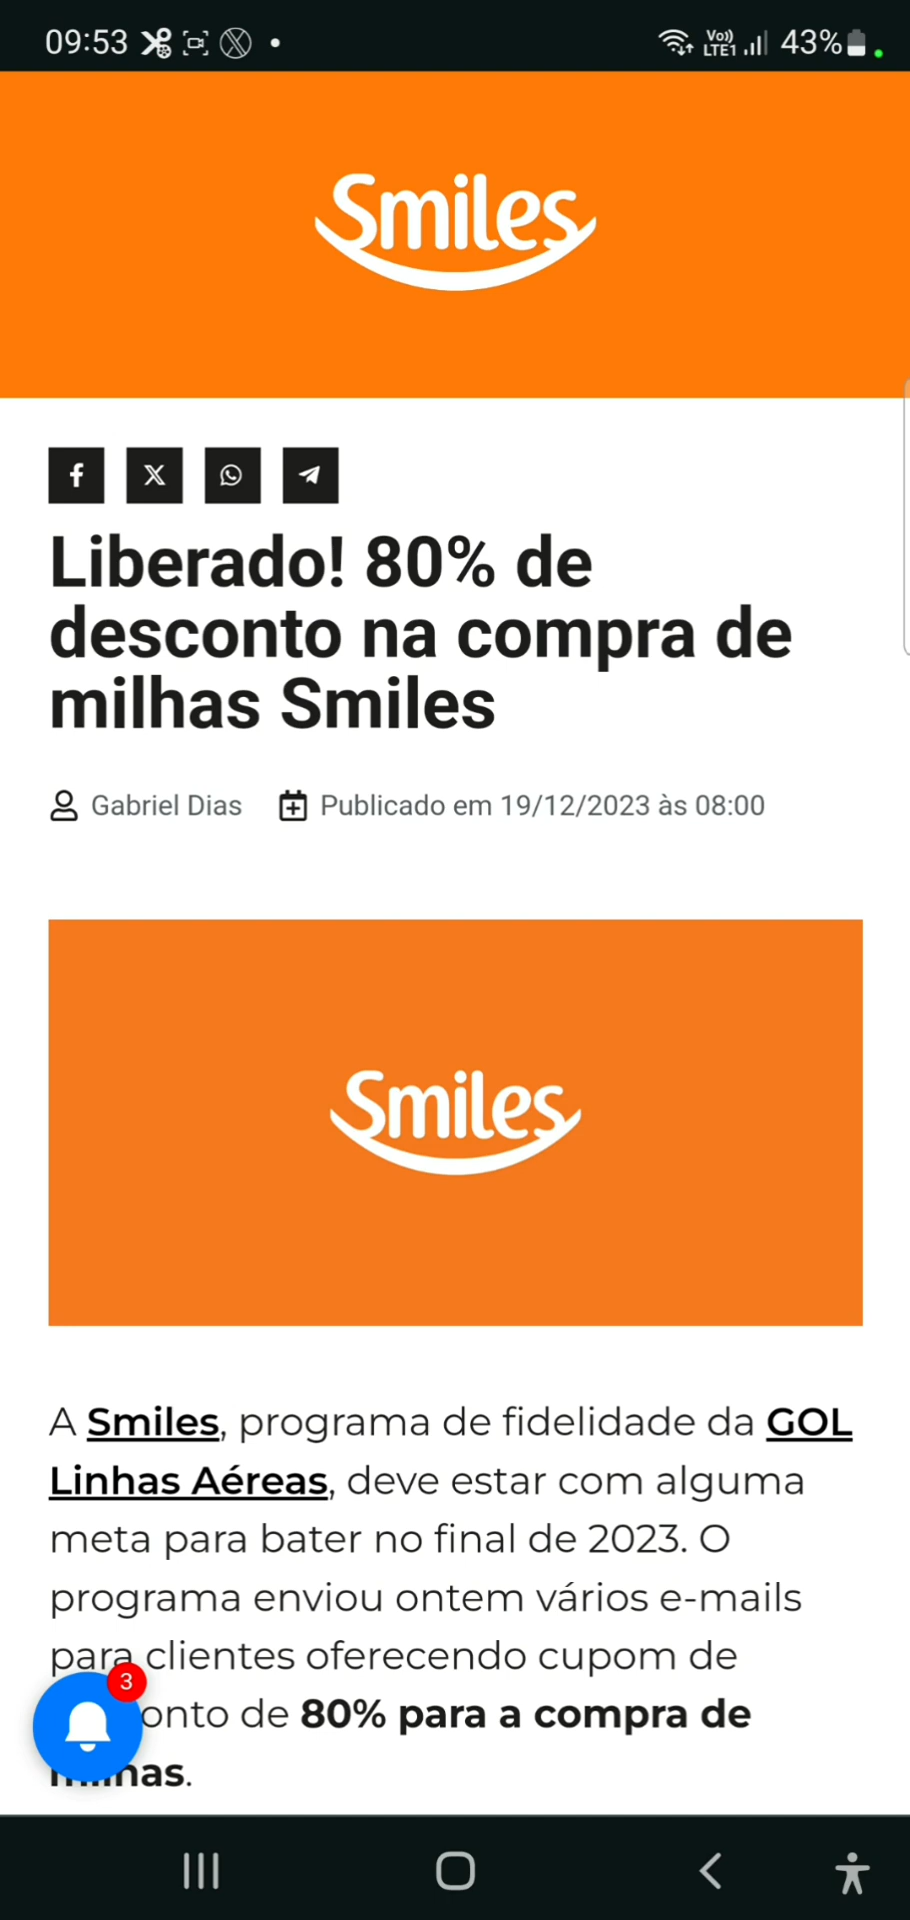 09:53
Vo))
LTE1
43%
Smiles
Liberado! 80% de
desconto na compra de
milhas Smiles
Gabriel Dias
Publicado em 19/12/2023 às 08:00
Smiles
A Smiles, programa de fidelidade da GOL
Linhas Aéreas, deve estar com alguma
meta para bater no final de 2023. O
programa enviou ontem vários e-mails
para clientes oferecendo cupom de
onto de 80% para a compra de
milhas.
3